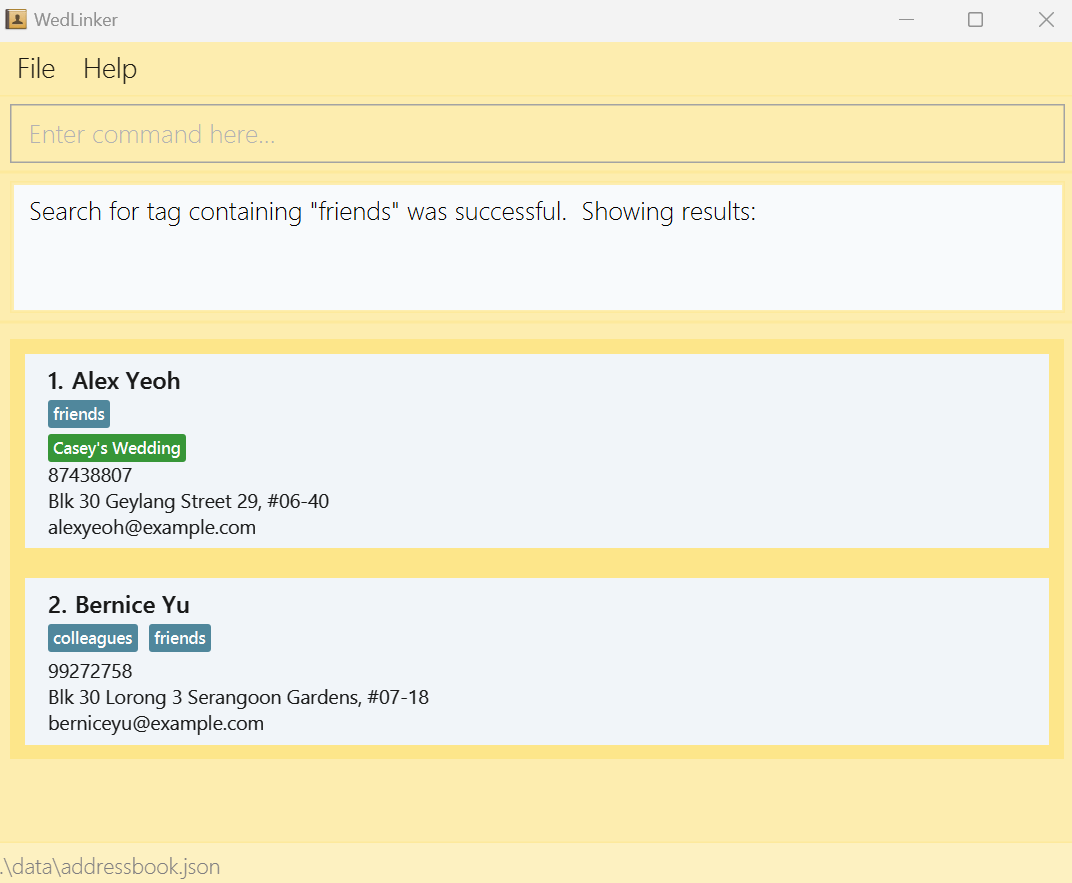 WedLinker
File Help
Enter command here...
Search for tag containing "friends" was successful.  Showing results:
1. Alex Yeoh
friends
Casey's Wedding
87438807
Blk 30 Geylang Street 29, #06-40
alexyeoh@example.com
2. Bernice Yu
colleagues friends
99272758
Blk 30 Lorong 3 Serangoon Gardens, #07-18
berniceyu@example.com
.\data\addressbook.json